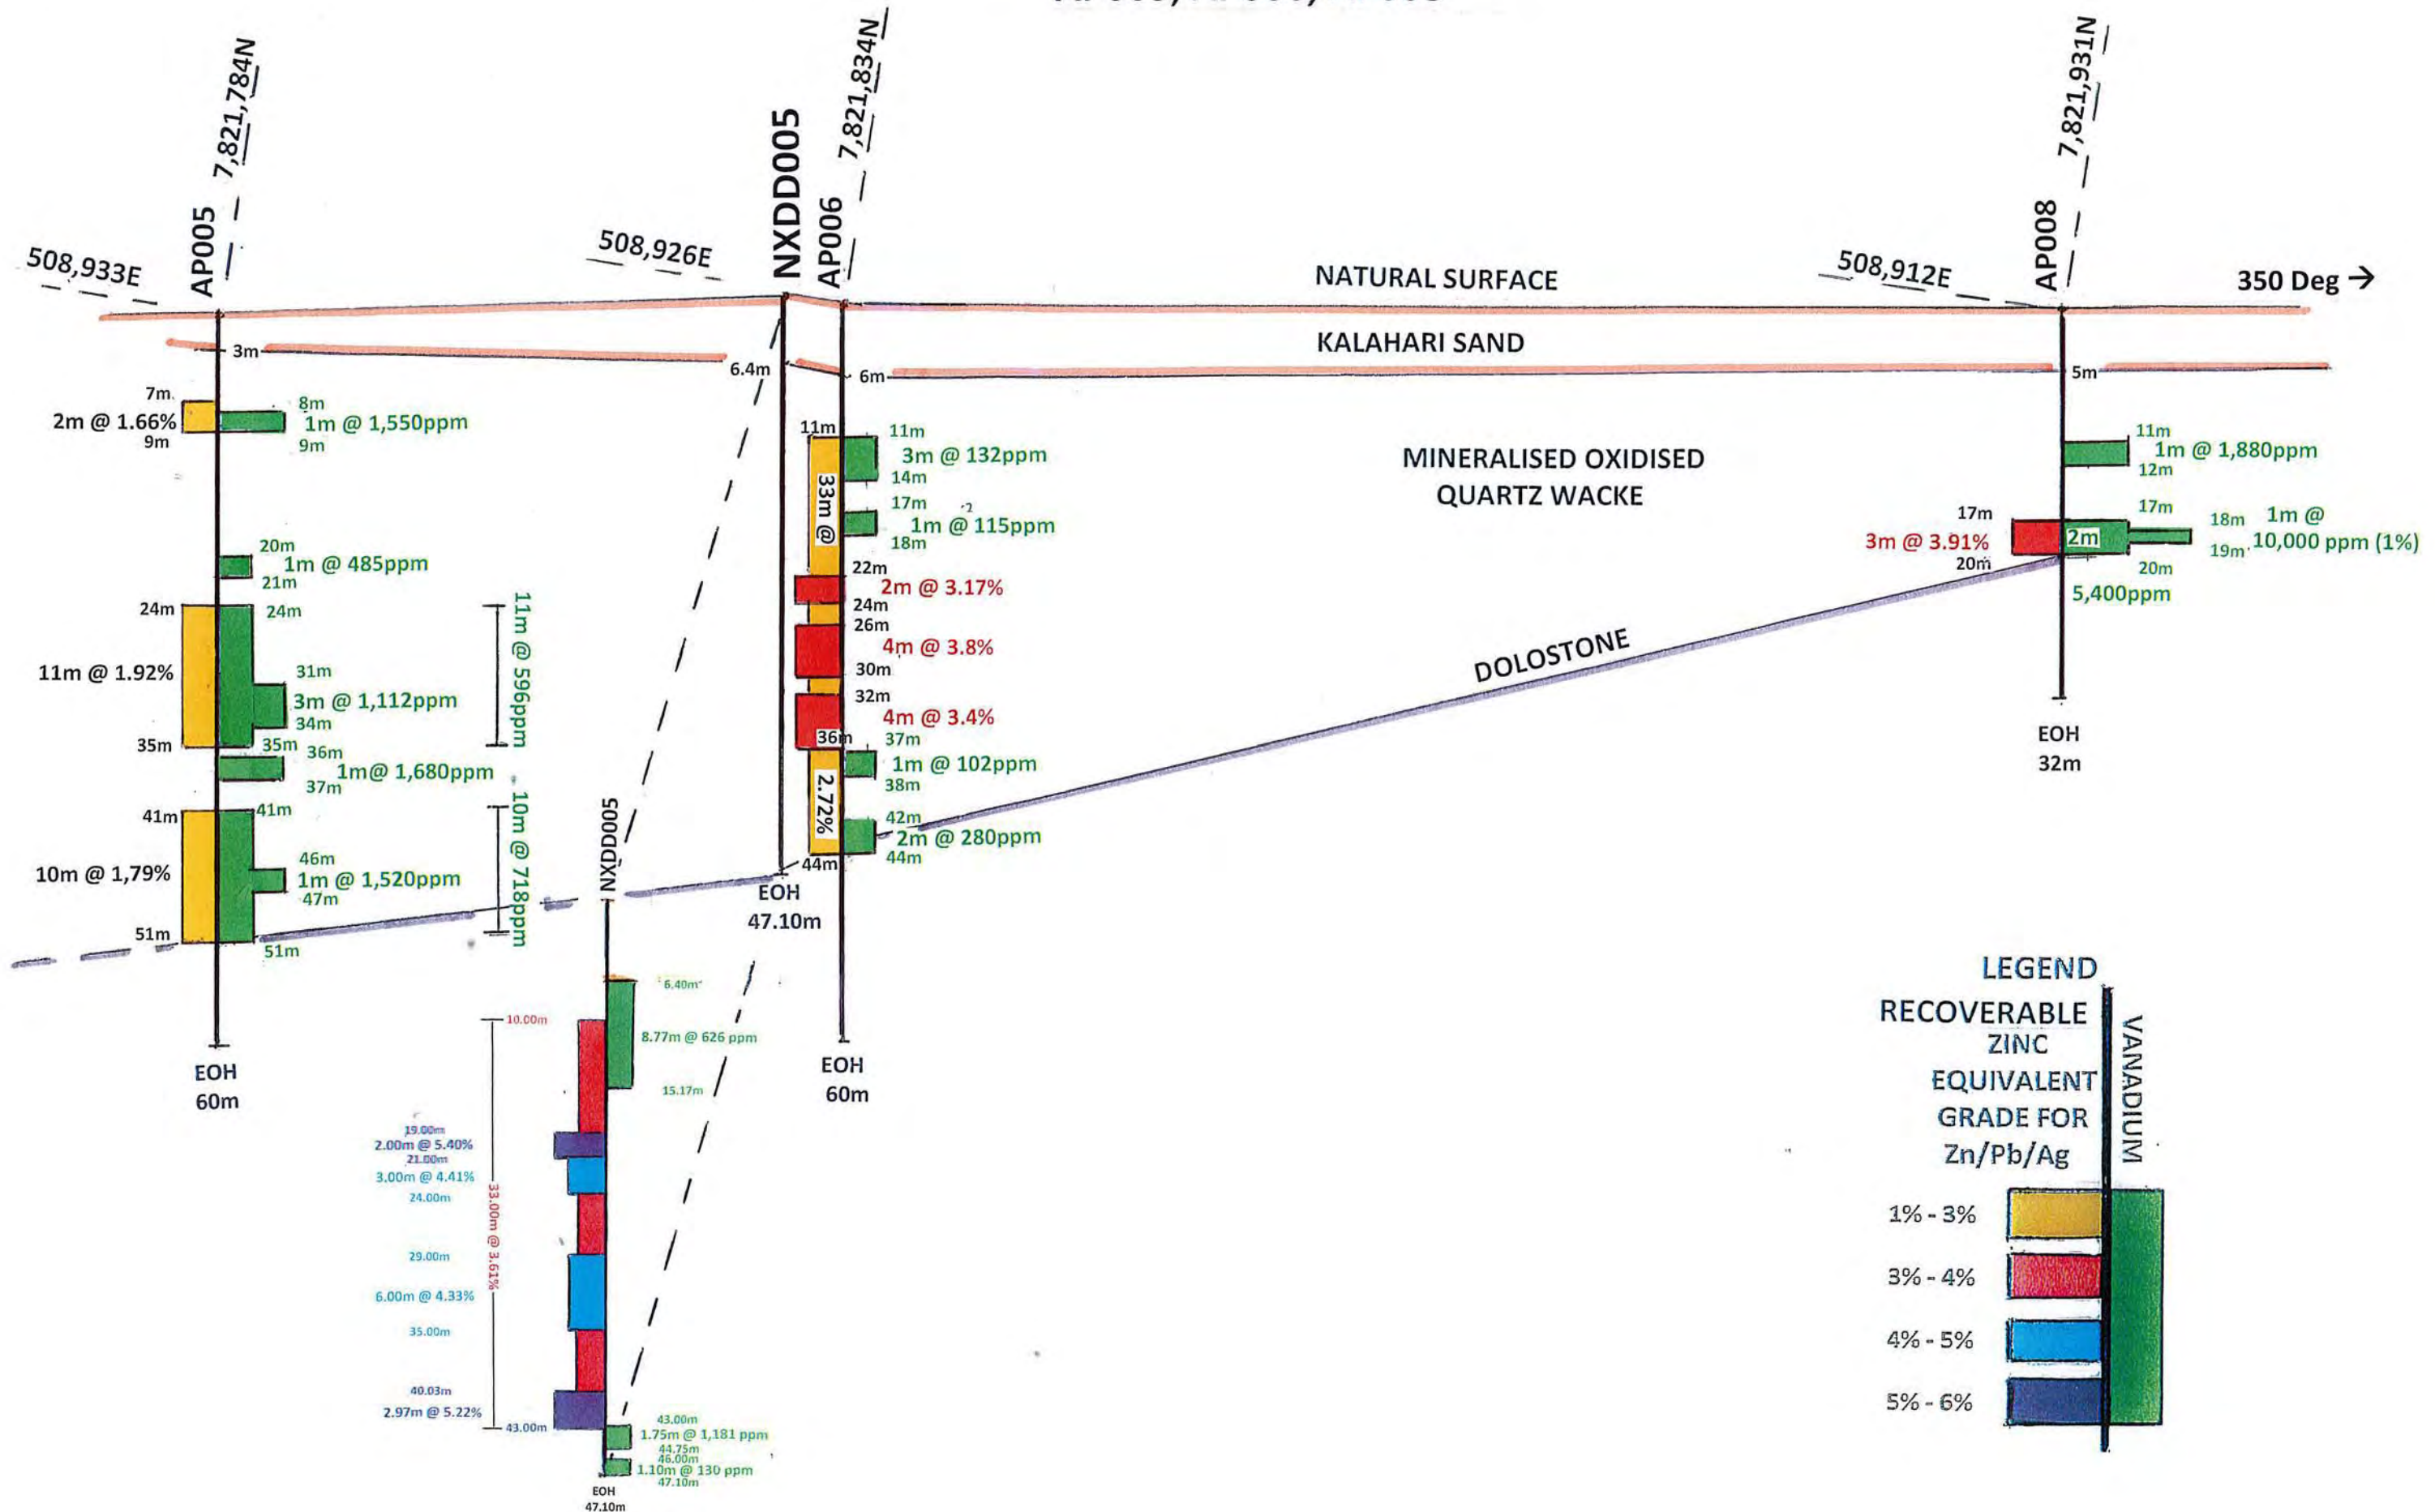 7,821,784N
7,821,834N
7,821,931N
AP005
NXDD005
AP006
AP008
508,933E
508,926E
508,912E
350 Deg →
NATURAL SURFACE
KALAHARI SAND
3m
6.4m
6m
5m
7m
2m @ 1.66%
9m
8m
1m @ 1,550ppm
9m
20m
1m @ 485ppm
21m
24m
24m
11m @ 1.92%
31m
3m @ 1,112ppm
34m
35m
35m
11m @ 596ppm
36m
1m@ 1,680ppm
37m
41m
41m
10m @ 1,79%
46m
1m @ 1,520ppm
47m
10m @ 718ppm
51m
51m
EOH
60m
11m
33m @
2.72%
11m
3m @ 132ppm
14m
17m
1m @ 115ppm
18m
22m
2m @ 3.17%
24m
26m
4m @ 3.8%
30m
32m
4m @ 3.4%
36m
37m
1m @ 102ppm
38m
42m
2m @ 280ppm
44m
44m
EOH
47.10m
EOH
60m
MINERALISED OXIDISED
QUARTZ WACKE
DOLOSTONE
11m
1m @ 1,880ppm
12m
17m
3m @ 3.91%
20m
17m
2m
18m 1m @
19m 10,000 ppm (1%)
20m
5,400ppm
EOH
32m
NXDD005
6.40m
8.77m @ 626 ppm
15.17m
10.00m
19.00m
2.00m @ 5.40%
21.00m
3.00m @ 4.41%
24.00m
33.00m @ 3.61%
29.00m
6.00m @ 4.33%
35.00m
40.03m
2.97m @ 5.22%
43.00m
43.00m
1.75m @ 1,181 ppm
44.75m
46.00m
1.10m @ 130 ppm
47.10m
EOH
47.10m
LEGEND
RECOVERABLE
ZINC
EQUIVALENT
GRADE FOR
Zn/Pb/Ag
VANADIUM
1% - 3%
3% - 4%
4% - 5%
5% - 6%